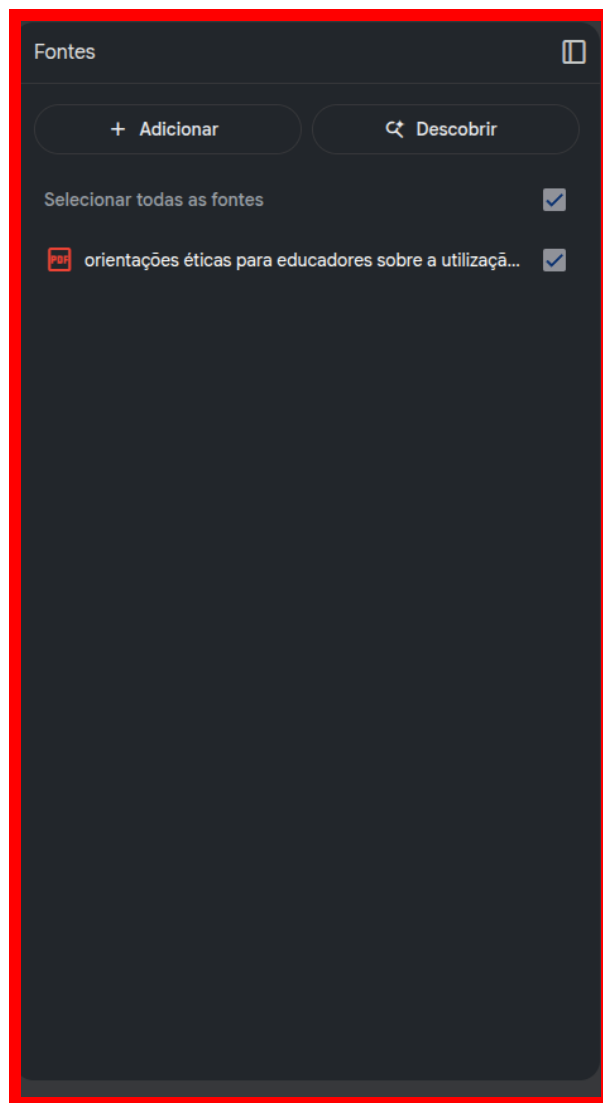 Fontes
+ Adicionar
Descobrir
Selecionar todas as fontes
PDF orientações éticas para educadores sobre a utilizaçã...